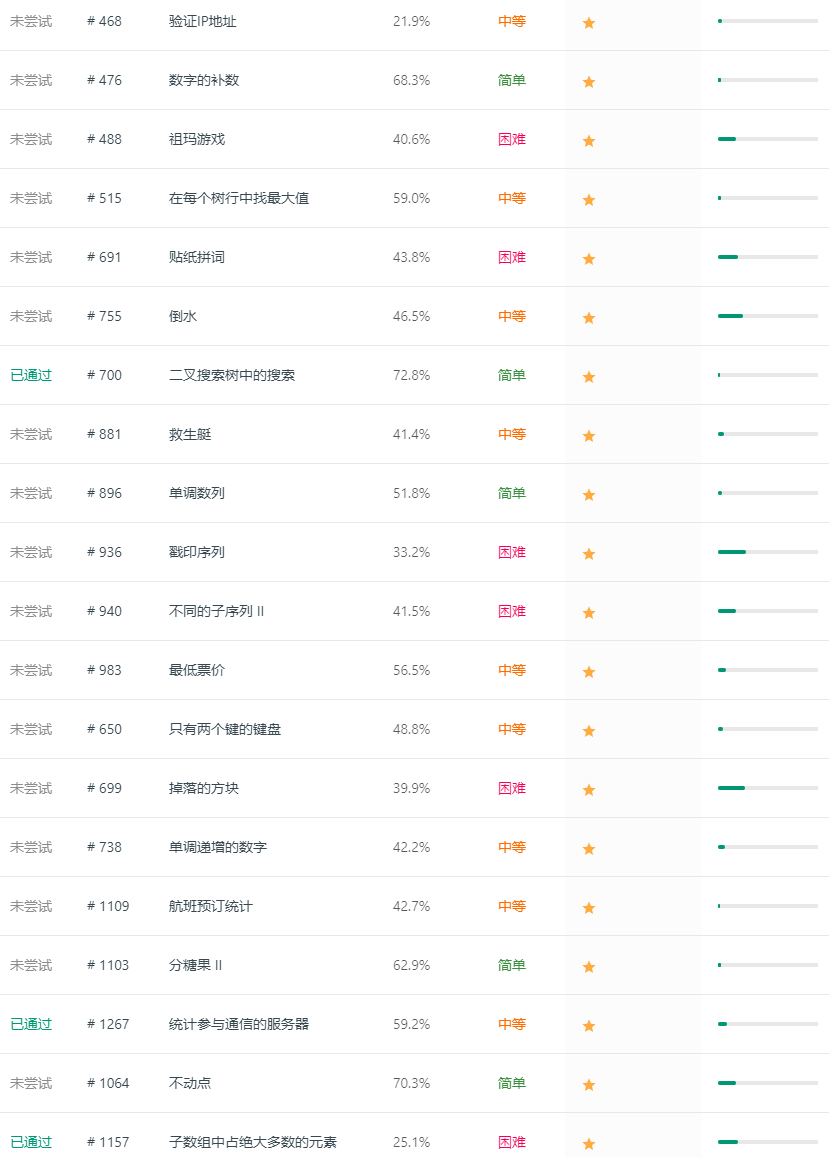 未尝试 # 468 验证IP地址 21.9% 中等
未尝试 # 476 数字的补数 68.3% 简单
未尝试 # 488 祖玛游戏 40.6% 困难
未尝试 # 515 在每个树行中找最大值 59.0% 中等
未尝试 # 691 贴纸拼词 43.8% 困难
未尝试 # 755 倒水 46.5% 中等
已通过 # 700 二叉搜索树中的搜索 72.8% 简单
未尝试 # 881 救生艇 41.4% 中等
未尝试 # 896 单调数列 51.8% 简单
未尝试 # 936 戳印序列 33.2% 困难
未尝试 # 940 不同的子序列 II 41.5% 困难
未尝试 # 983 最低票价 56.5% 中等
未尝试 # 650 只有两个键的键盘 48.8% 中等
未尝试 # 699 掉落的方块 39.9% 困难
未尝试 # 738 单调递增的数字 42.2% 中等
未尝试 # 1109 航班预订统计 42.7% 中等
未尝试 # 1103 分糖果 II 62.9% 简单
已通过 # 1267 统计参与通信的服务器 59.2% 中等
未尝试 # 1064 不动点 70.3% 简单
已通过 # 1157 子数组中占绝大多数的元素 25.1% 困难